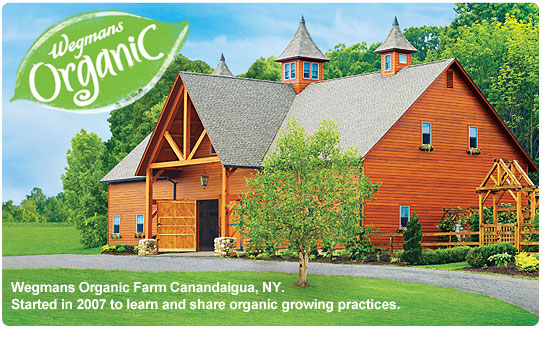 Wegmans
Organic
Wegmans Organic Farm Canandaigua, NY.
Started in 2007 to learn and share organic growing practices.